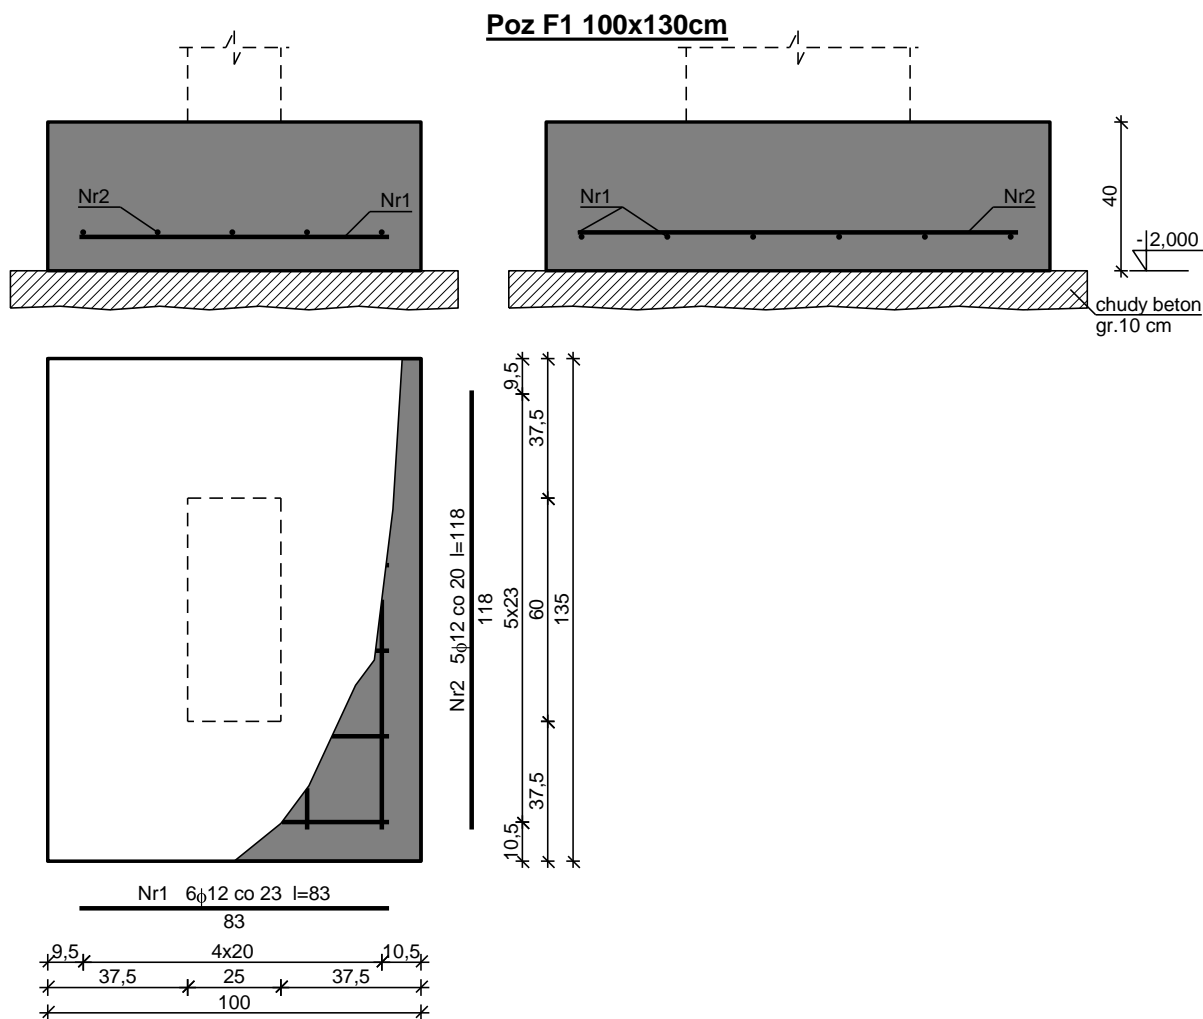 Poz F1 100x130cm
Nr2
Nr1
Nr1
Nr2
40
-2,000
chudy beton
gr.10 cm
9,5
37,5
Nr2 5ϕ12 co 20 l=118
118
5x23
60
135
37,5
10,5
Nr1 6ϕ12 co 23 l=83
83
9,5
4x20
10,5
37,5
25
37,5
100